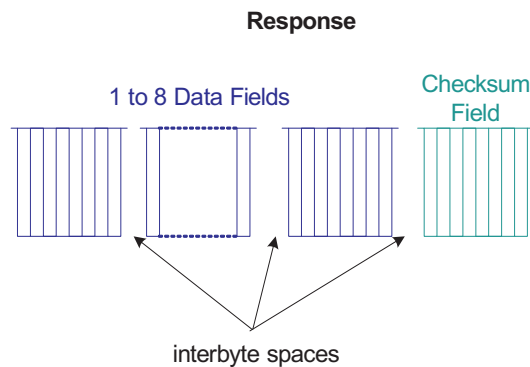 Response
1 to 8 Data Fields
Checksum
Field
interbyte spaces